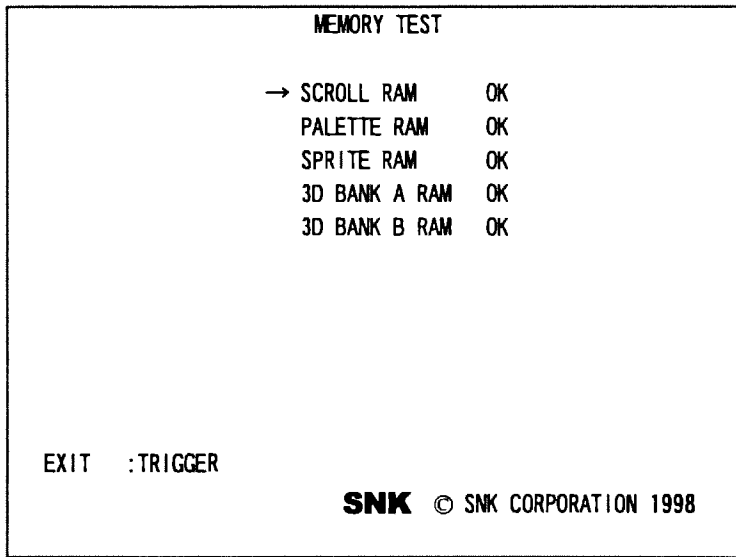 MEMORY TEST
→ SCROLL RAM OK
PALETTE RAM OK
SPRITE RAM OK
3D BANK A RAM OK
3D BANK B RAM OK
EXIT :TRIGGER
SNK © SNK CORPORATION 1998